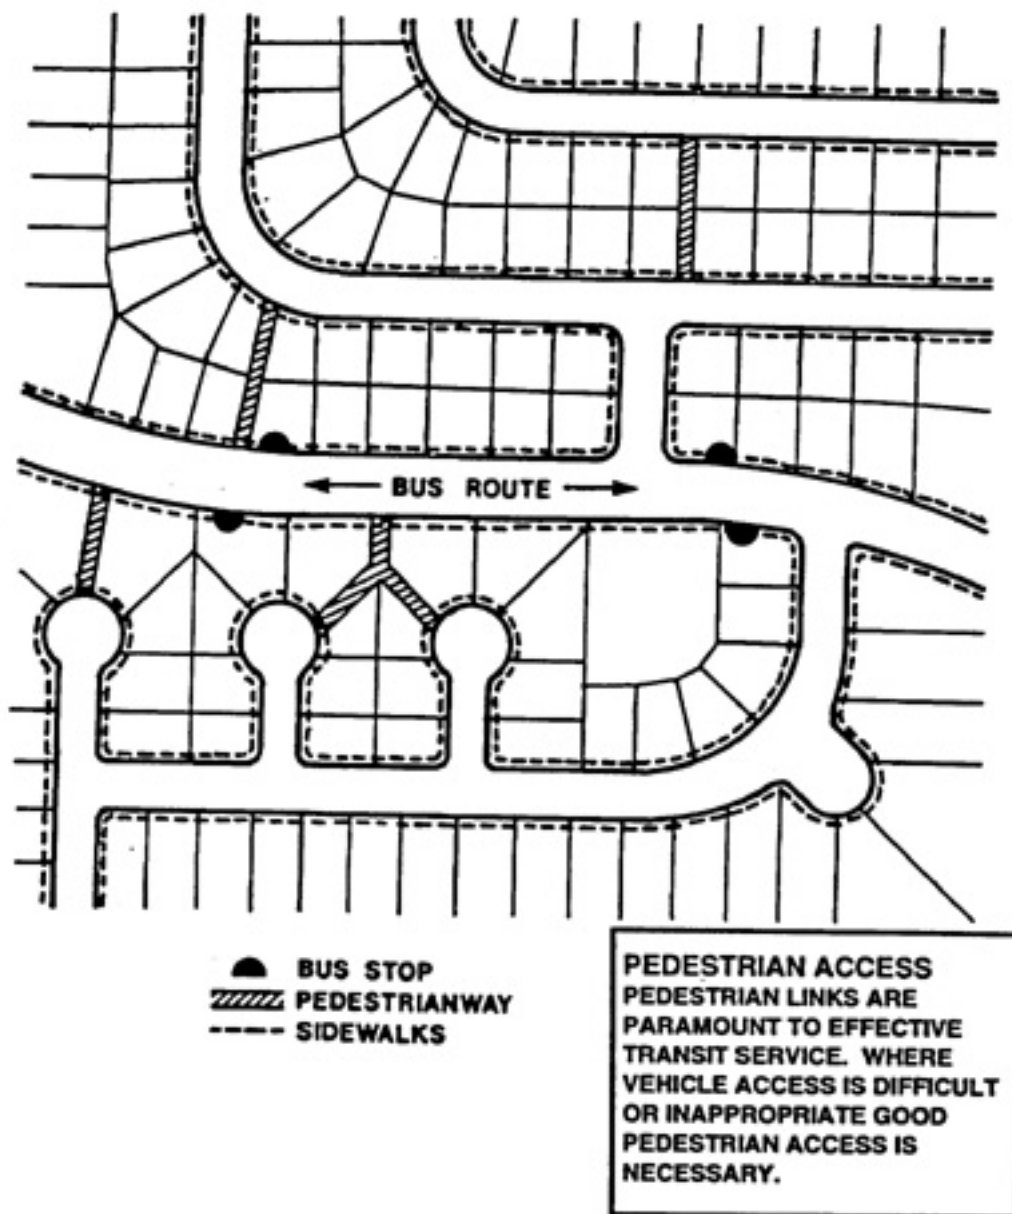 BUS ROUTE
BUS STOP
PEDESTRIANWAY
SIDEWALKS
PEDESTRIAN ACCESS
PEDESTRIAN LINKS ARE
PARAMOUNT TO EFFECTIVE
TRANSIT SERVICE. WHERE
VEHICLE ACCESS IS DIFFICULT
OR INAPPROPRIATE GOOD
PEDESTRIAN ACCESS IS
NECESSARY.